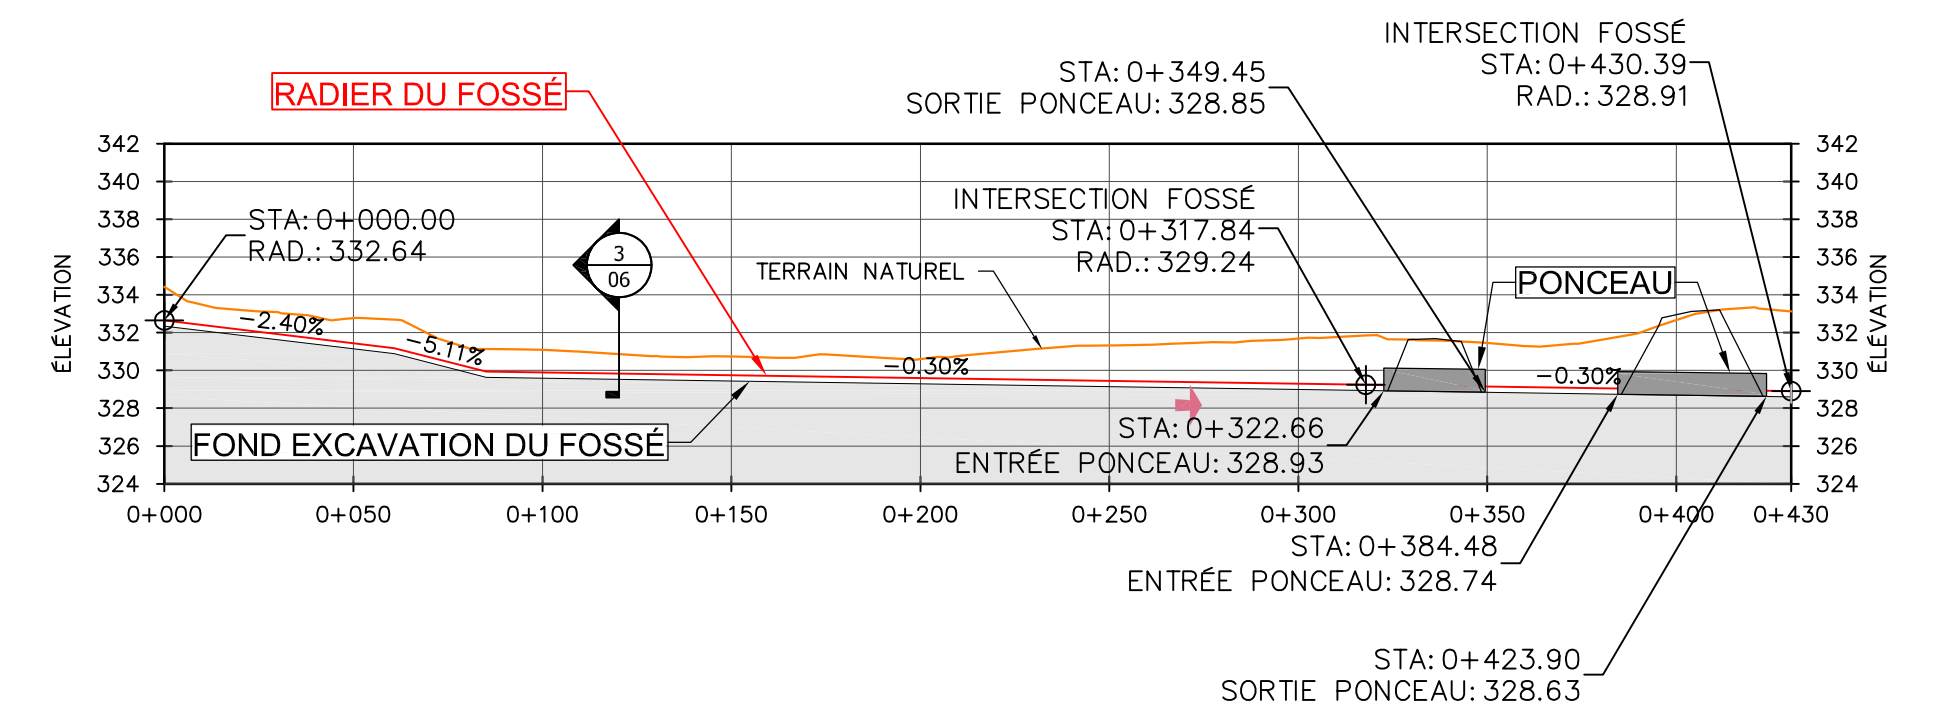 INTERSECTION FOSSÉ
STA: 0+430.39
RAD.: 328.91
STA: 0+349.45
SORTIE PONCEAU: 328.85
RADIER DU FOSSÉ
342
340
338
336
334
332
330
328
326
324
ÉLÉVATION
STA: 0+000.00
RAD.: 332.64
3
06
INTERSECTION FOSSÉ
STA: 0+317.84
RAD.: 329.24
TERRAIN NATUREL
PONCEAU
-2.40%
-5.11%
-0.30%
-0.30%
FOND EXCAVATION DU FOSSÉ
STA: 0+322.66
ENTRÉE PONCEAU: 328.93
342
340
338
336
334
332
330
328
326
324
ÉLÉVATION
0+000
0+050
0+100
0+150
0+200
0+250
0+300
0+350
0+400
0+430
STA: 0+384.48
ENTRÉE PONCEAU: 328.74
STA: 0+423.90
SORTIE PONCEAU: 328.63